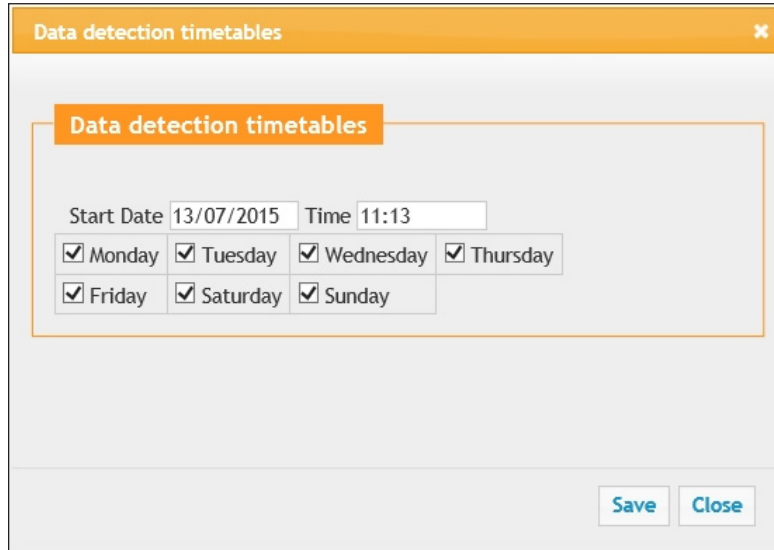 Data detection timetables
Data detection timetables
Start Date 13/07/2015 Time 11:13
Monday Tuesday Wednesday Thursday
Friday Saturday Sunday
Save Close